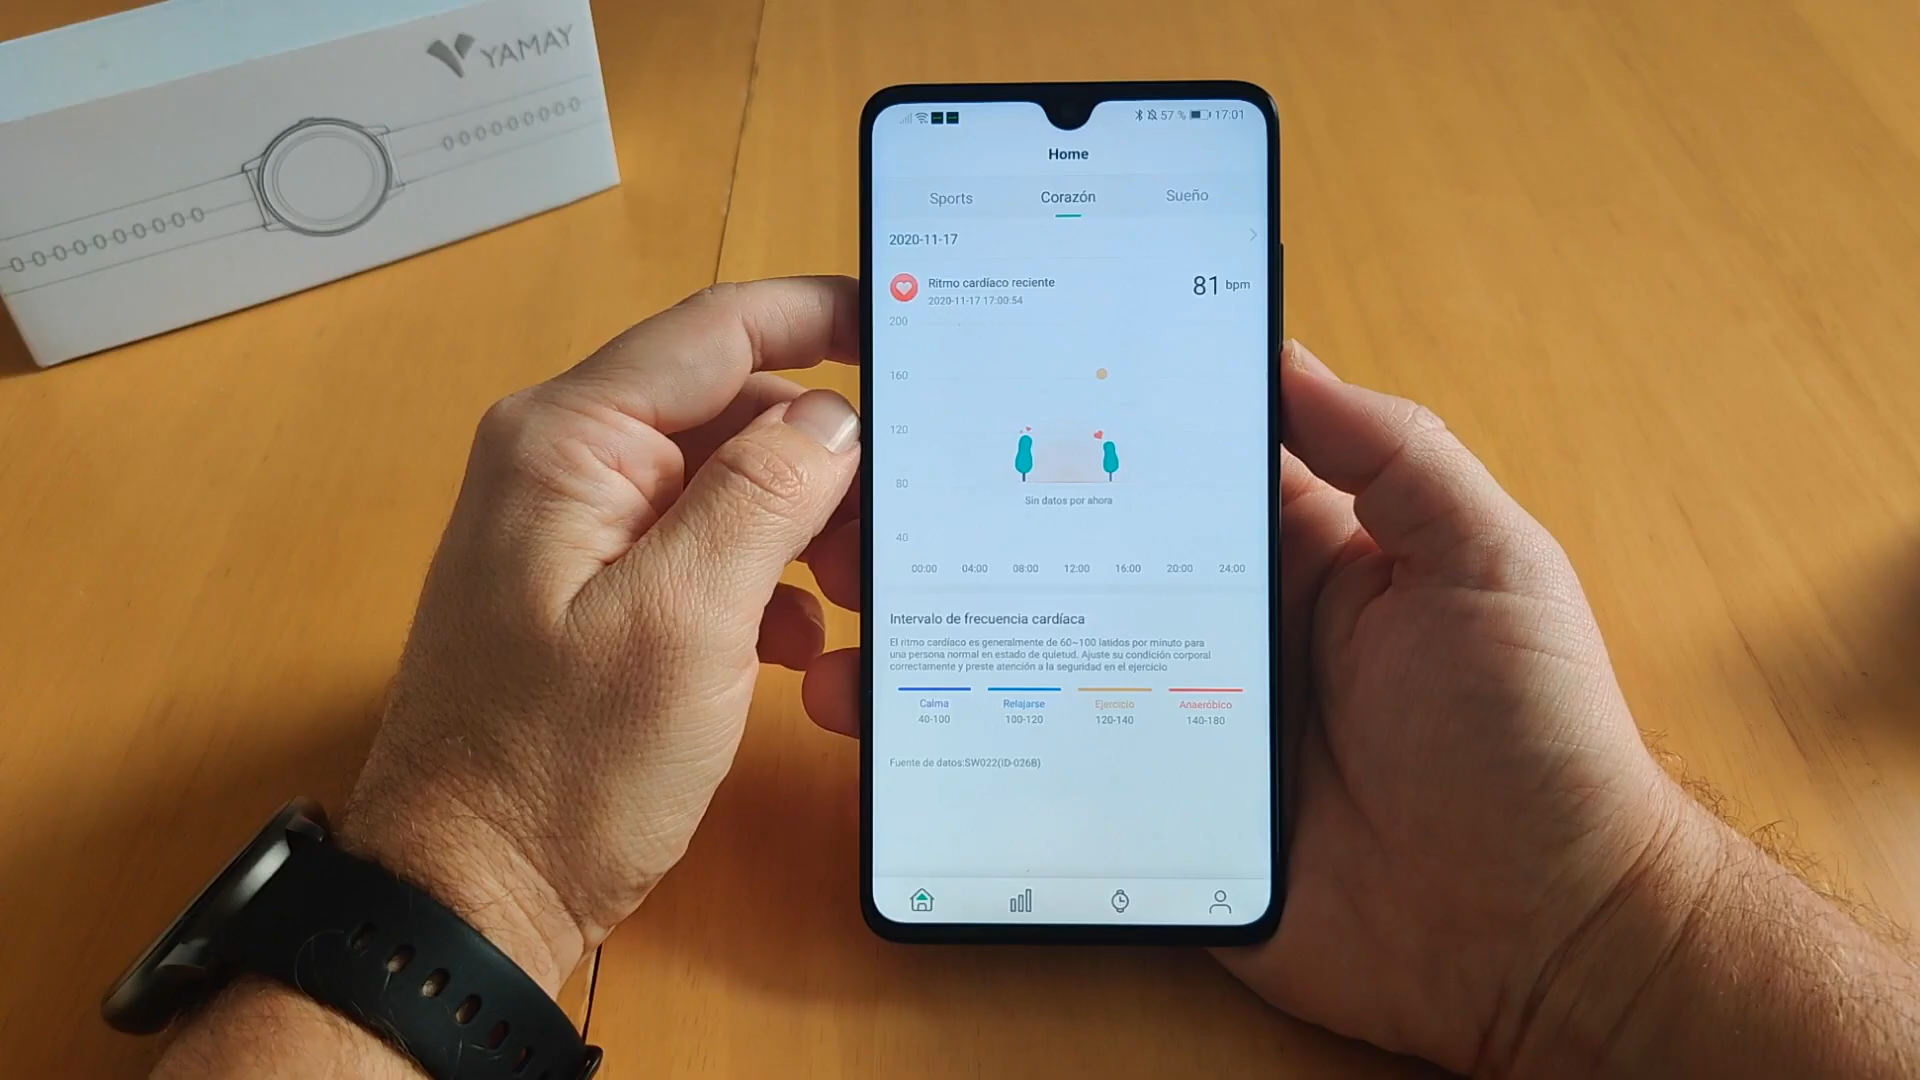 YAMAY
57 % 17:01
Home
Sports Corazón Sueño
2020-11-17
Ritmo cardíaco reciente 81 bpm
2020-11-17 17:00:54
200
160
120
80
Sin datos por ahora
40
00:00 04:00 08:00 12:00 16:00 20:00 24:00
Intervalo de frecuencia cardíaca
El ritmo cardíaco es generalmente de 60~100 latidos por minuto para
una persona normal en estado de quietud. Ajuste su condición corporal
correctamente y preste atención a la seguridad en el ejercicio
Calma Relajarse Ejercicio Anaeróbico
40-100 100-120 120-140 140-180
Fuente de datos:SW022(ID-026B)